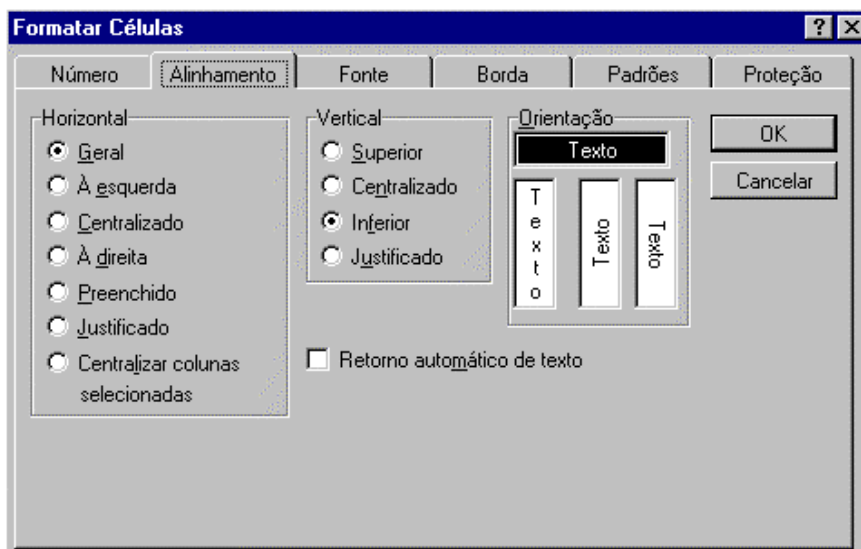 Formatar Células
Número Alinhamento Fonte Borda Padrões Proteção
Horizontal
Geral
À esquerda
Centralizado
À direita
Preenchido
Justificado
Centralizar colunas
selecionadas
Vertical
Superior
Centralizado
Inferior
Justificado
Retorno automático de texto
Orientação
Texto
Texto
Texto
Texto
OK
Cancelar